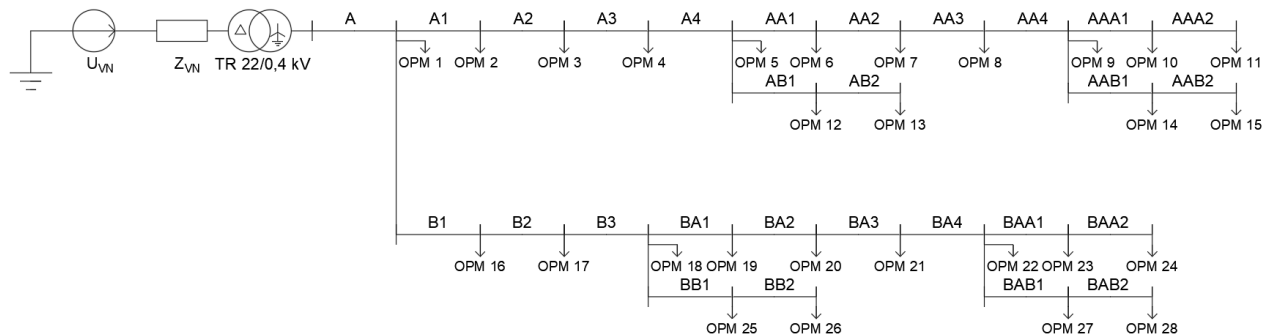 A A1 A2 A3 A4 AA1 AA2 AA3 AA4 AAA1 AAA2
U_VN Z_VN TR 22/0,4 kV OPM 1 OPM 2 OPM 3 OPM 4 OPM 5 OPM 6 OPM 7 OPM 8 OPM 9 OPM 10 OPM 11
AB1 AB2 AAB1 AAB2
OPM 12 OPM 13 OPM 14 OPM 15
B1 B2 B3 BA1 BA2 BA3 BA4 BAA1 BAA2
OPM 16 OPM 17 OPM 18 OPM 19 OPM 20 OPM 21 OPM 22 OPM 23 OPM 24
BB1 BB2 BAB1 BAB2
OPM 25 OPM 26 OPM 27 OPM 28